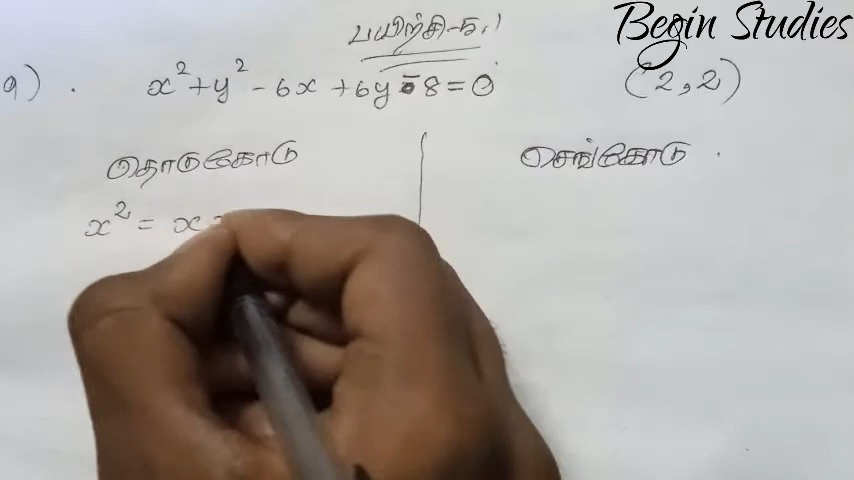 Begin Studies
பயிற்சி-5.1
9) . x² + y² - 6x + 6y - 8 = 0 (2,2)
தொடுகோடு செங்கோடு .
x² = x